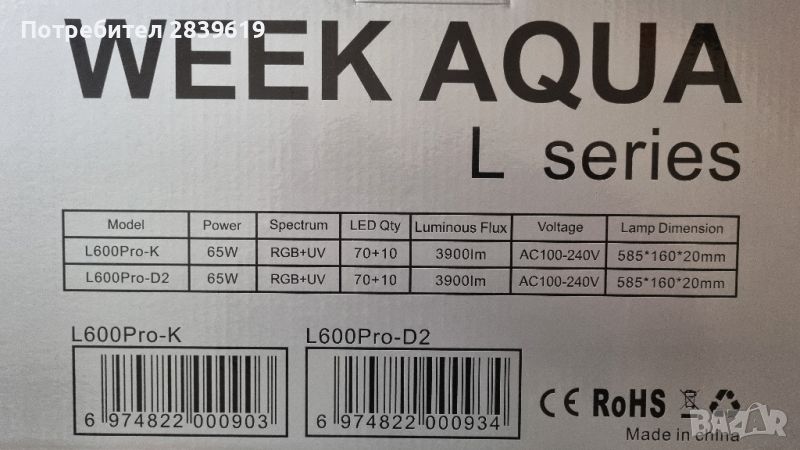 Потребител 2839619
WEEK AQUA
L series
Model Power Spectrum LED Qty Luminous Flux Voltage Lamp Dimension
L600Pro-K 65W RGB+UV 70+10 3900lm AC100-240V 585*160*20mm
L600Pro-D2 65W RGB+UV 70+10 3900lm AC100-240V 585*160*20mm
L600Pro-K L600Pro-D2
6 974822 000903 6 974822 000934
CE RoHS
BAZAR
Made in china